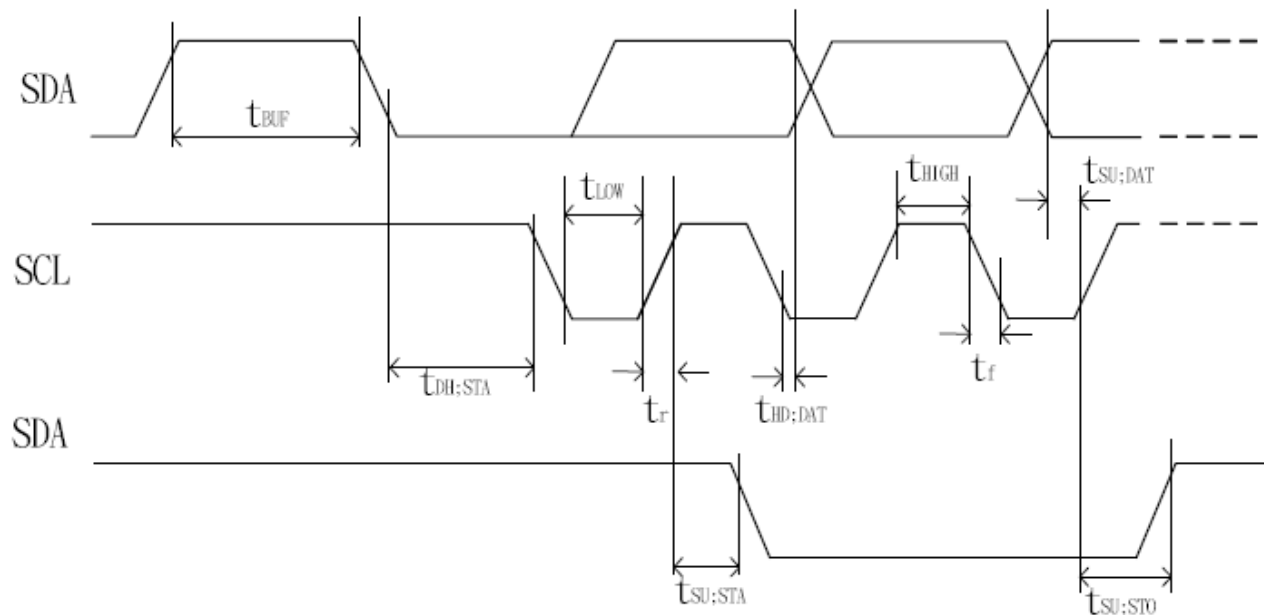 SDA
tBUF
tLOW
tHIGH
tSU;DAT
SCL
tDH;STA
tr
tHD;DAT
tf
SDA
tSU;STA
tSU;STO